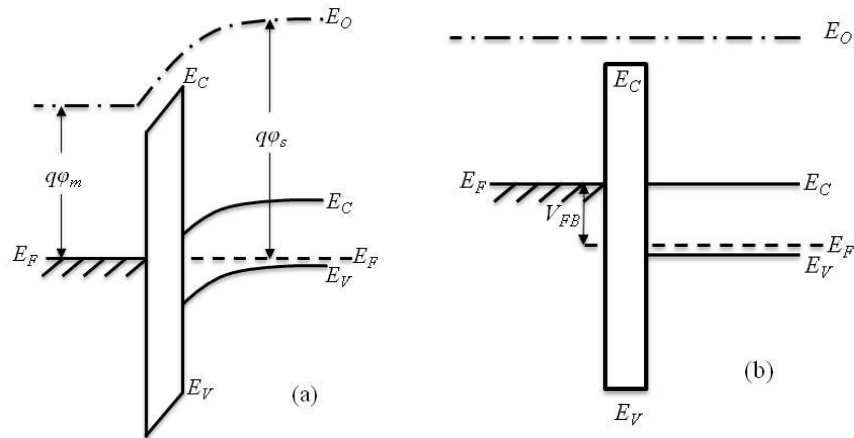 E_O
E_C
qφ_s
qφ_m
E_C
E_F
E_F
E_V
E_V
(a)
E_O
E_C
E_F
E_C
V_FB
E_F
E_V
(b)
E_V